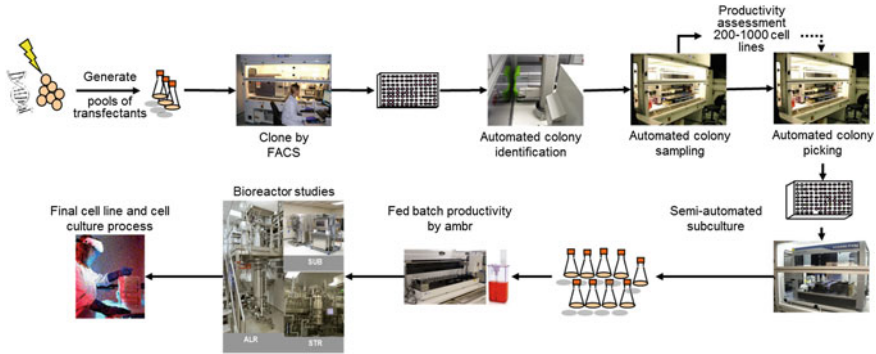 Generate
pools of
transfectants
Clone by
FACS
Automated colony
identification
Automated colony
sampling
Productivity
assessment
200-1000 cell
lines
Automated colony
picking
Semi-automated
subculture
Fed batch productivity
by ambr
Bioreactor studies
SUB
ALR
STR
Final cell line and cell
culture process